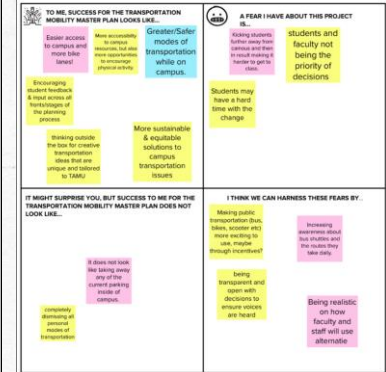 TO ME, SUCCESS FOR THE TRANSPORTATION
MOBILITY MASTER PLAN LOOKS LIKE...
Easier access
to campus and
more bike
lanes!
More accessibility
to campus
resources, but also
more opportunities
to encourage
physical activity
Greater/Safer
modes of
transportation
while on
campus.
Encouraging
student feedback
& input across all
fronts/stages of
the planning
process
thinking outside
the box for creative
transportation
ideas that are
unique and tailored
to TAMU
More sustainable
& equitable
solutions to
campus
transportation
issues
A FEAR I HAVE ABOUT THIS PROJECT
IS...
Kicking students
further away from
campus and then
in result making it
harder to get to
class.
students and
faculty not
being the
priority of
decisions
Students may
have a hard
time with the
change
IT MIGHT SURPRISE YOU, BUT SUCCESS TO ME FOR THE
TRANSPORTATION MOBILITY MASTER PLAN DOES NOT
LOOK LIKE...
It does not look
like taking away
any of the
current parking
inside of
campus.
completely
dismissing all
personal
modes of
transportation
I THINK WE CAN HARNESS THESE FEARS BY...
Making public
transportation (bus,
bikes, scooter etc)
more exciting to
use, maybe
through incentives?
Increasing
awareness about
bus shuttles and
the routes they
take daily.
being
transparent and
open with
decisions to
ensure voices
are heard
Being realistic
on how
faculty and
staff will use
alternatie